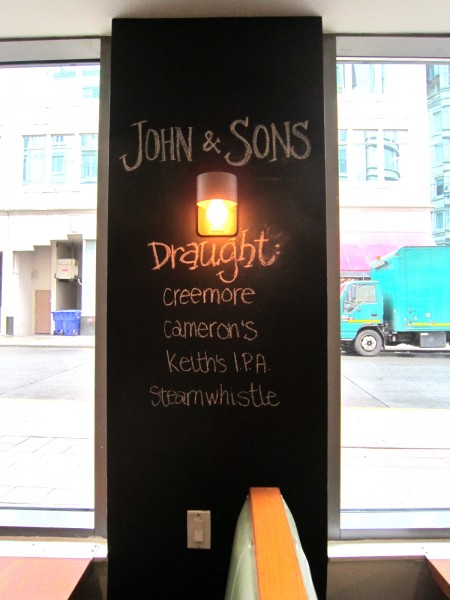 JOHN & SONS
Draught:
creemore
cameron's
Keith's I.P.A.
Steamwhistle